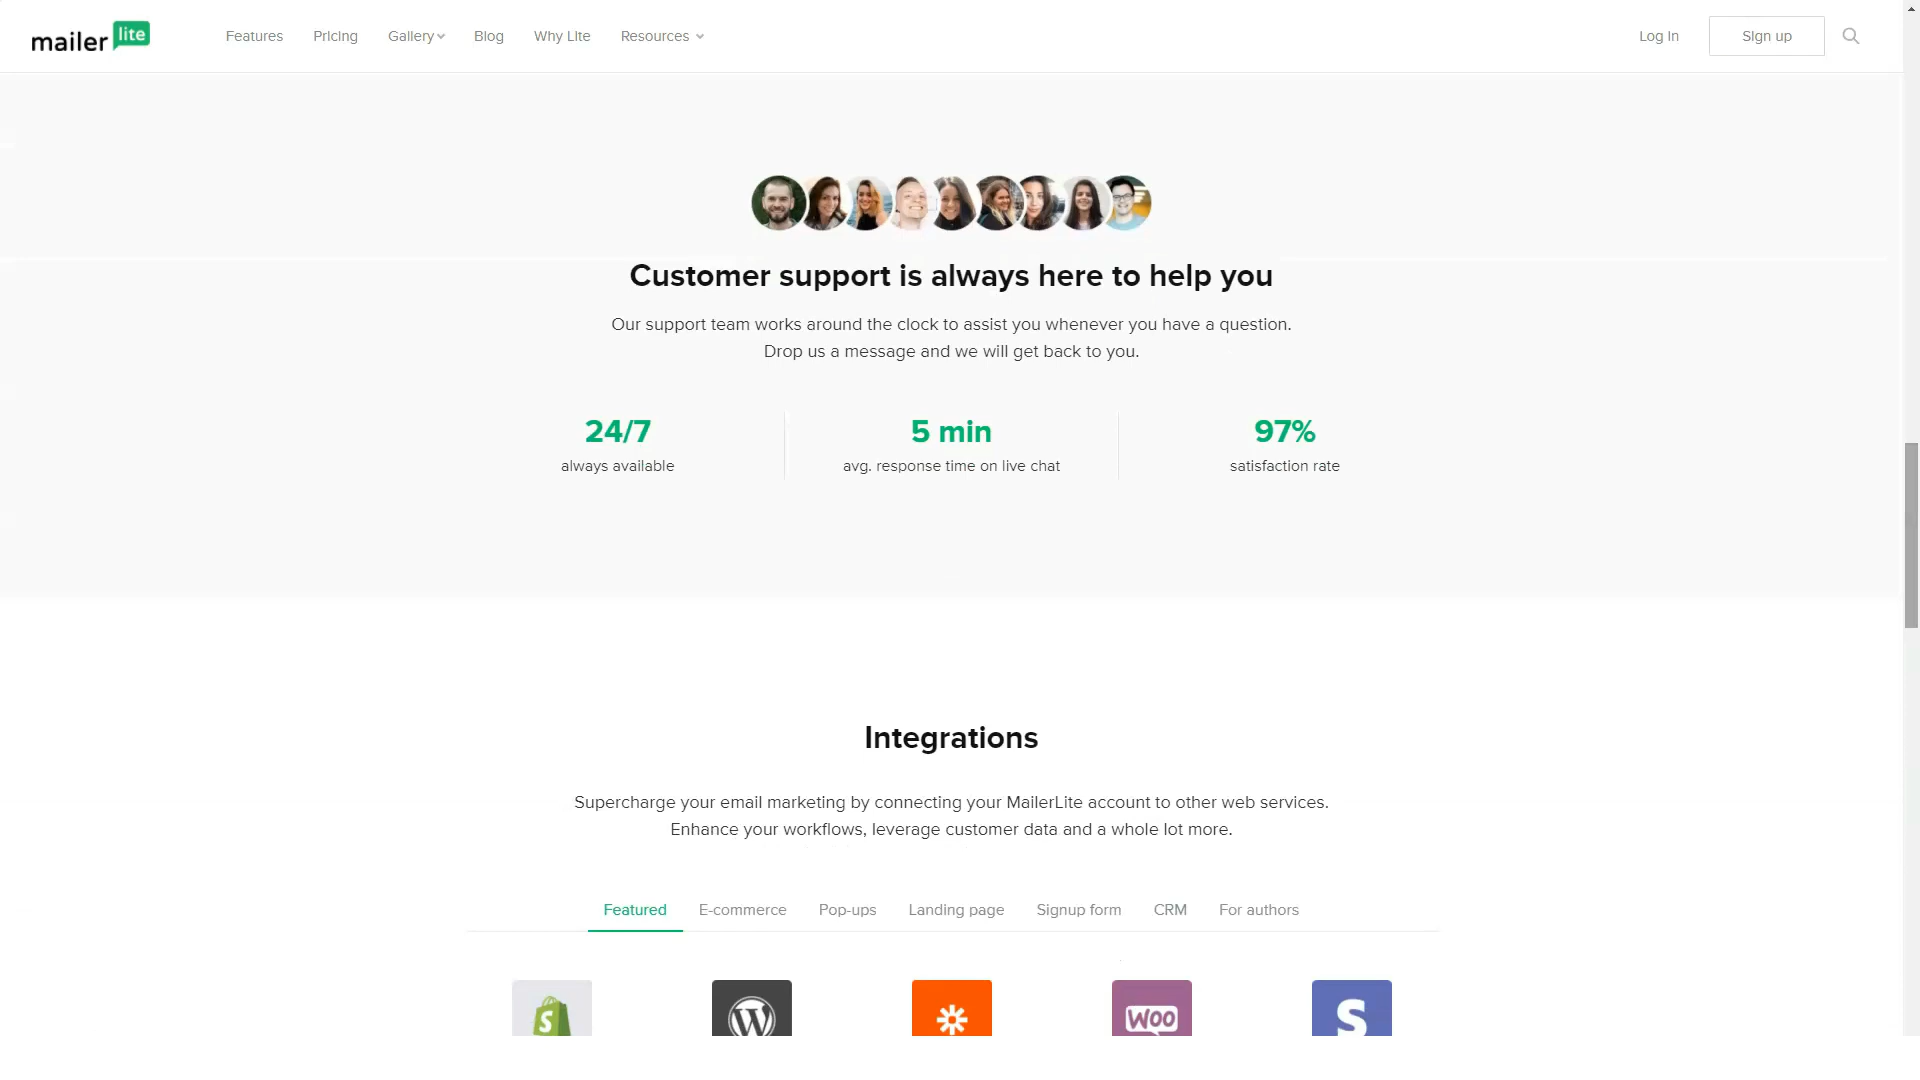 mailer lite
Features Pricing Gallery Blog Why Lite Resources Log in Sign up
Customer support is always here to help you
Our support team works around the clock to assist you whenever you have a question.
Drop us a message and we will get back to you.
24/7 5 min 97%
always available avg. response time on live chat satisfaction rate
Integrations
Supercharge your email marketing by connecting your MailerLite account to other web services.
Enhance your workflows, leverage customer data and a whole lot more.
Featured E-commerce Pop-ups Landing page Signup form CRM For authors
S W WOO S